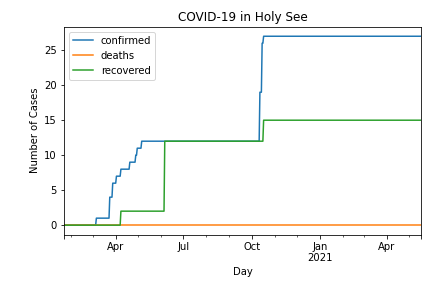 COVID-19 in Holy See
confirmed
deaths
recovered
Number of Cases
25
20
15
10
5
0
Apr Jul Oct Jan Apr
2021
Day